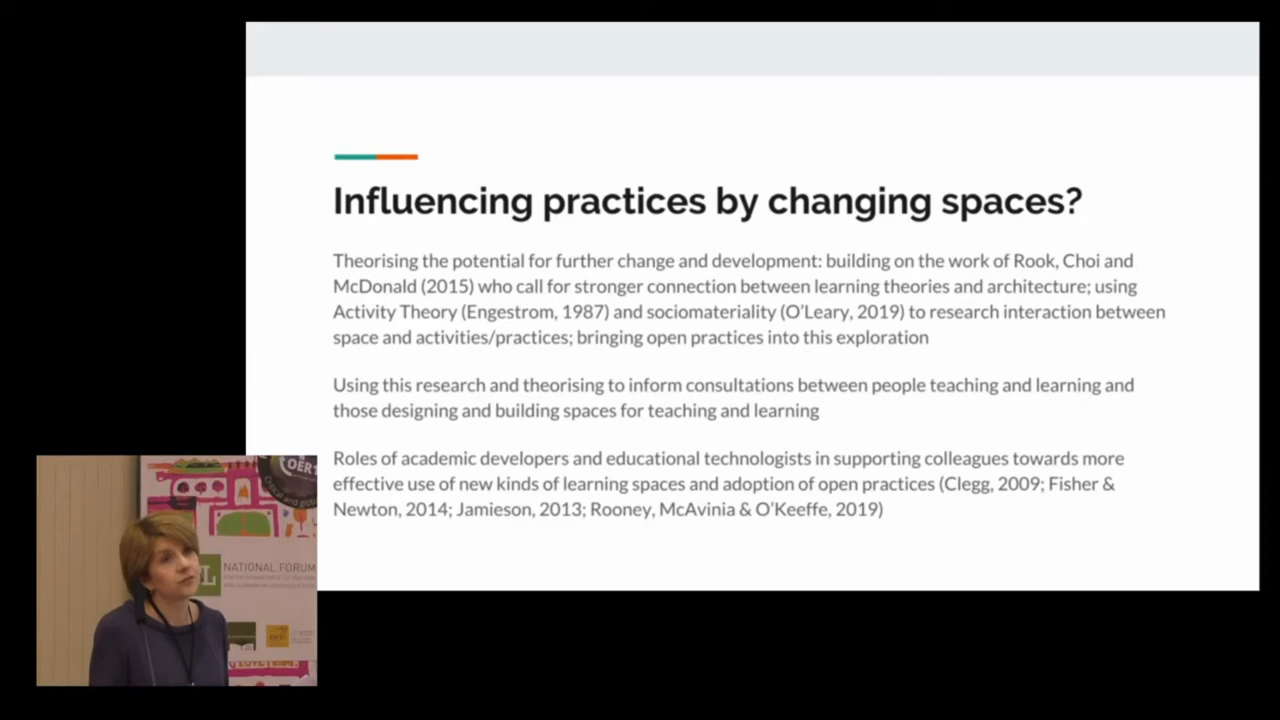 Influencing practices by changing spaces?
Theorising the potential for further change and development: building on the work of Rook, Choi and
McDonald (2015) who call for stronger connection between learning theories and architecture; using
Activity Theory (Engestrom, 1987) and sociomateriality (O'Leary, 2019) to research interaction between
space and activities/practices; bringing open practices into this exploration
Using this research and theorising to inform consultations between people teaching and learning and
those designing and building spaces for teaching and learning
Roles of academic developers and educational technologists in supporting colleagues towards more
effective use of new kinds of learning spaces and adoption of open practices (Clegg, 2009; Fisher &
Newton, 2014; Jamieson, 2013; Rooney, McAvinia & O'Keeffe, 2019)
L
NATIONAL FORUM